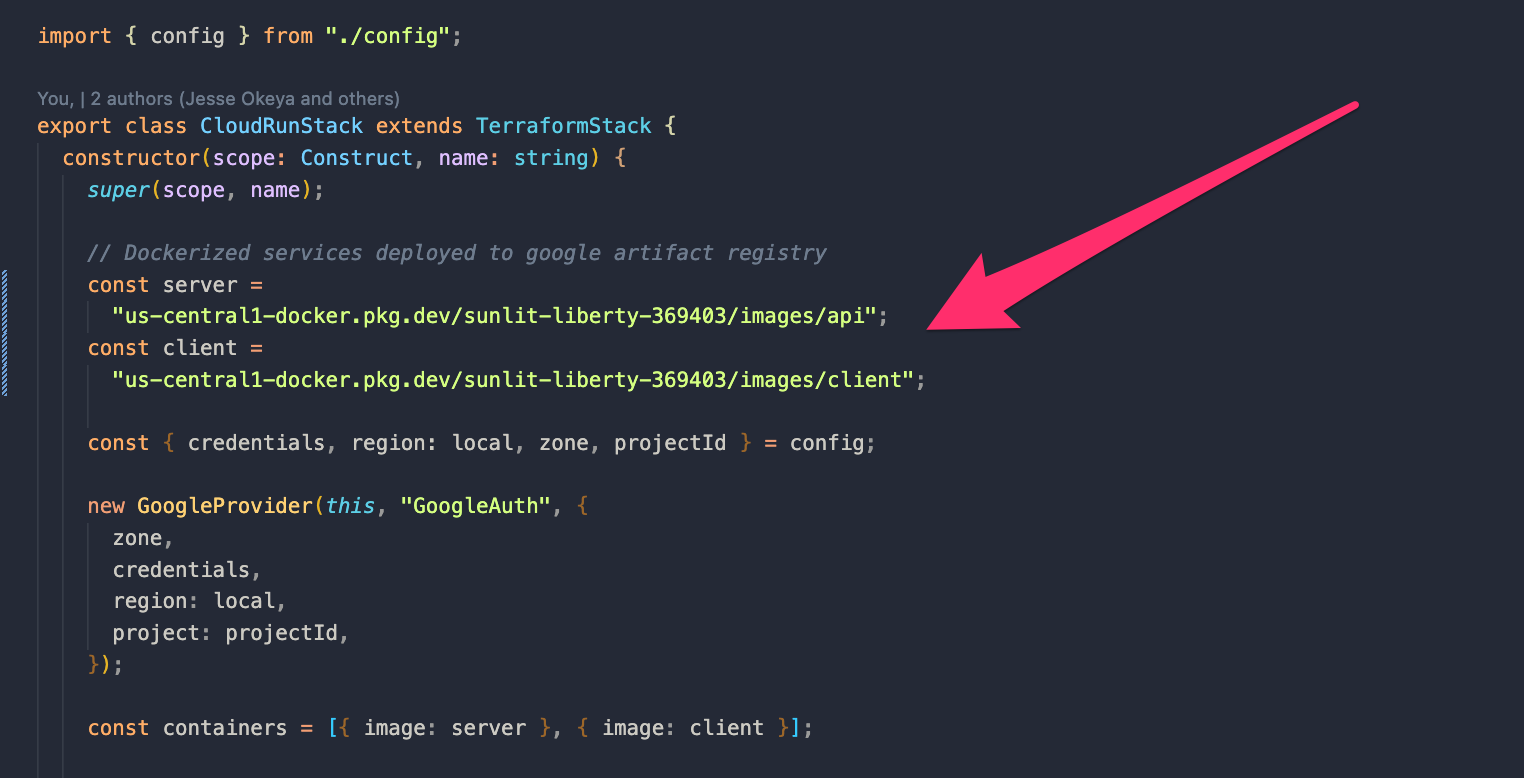 import { config } from "./config";
You, | 2 authors (Jesse Okeya and others)
export class CloudRunStack extends TerraformStack {
constructor(scope: Construct, name: string) {
super(scope, name);
// Dockerized services deployed to google artifact registry
const server =
"us-central1-docker.pkg.dev/sunlit-liberty-369403/images/api";
const client =
"us-central1-docker.pkg.dev/sunlit-liberty-369403/images/client";
const { credentials, region: local, zone, projectId } = config;
new GoogleProvider(this, "GoogleAuth", {
zone,
credentials,
region: local,
project: projectId,
});
const containers = [{ image: server }, { image: client }];